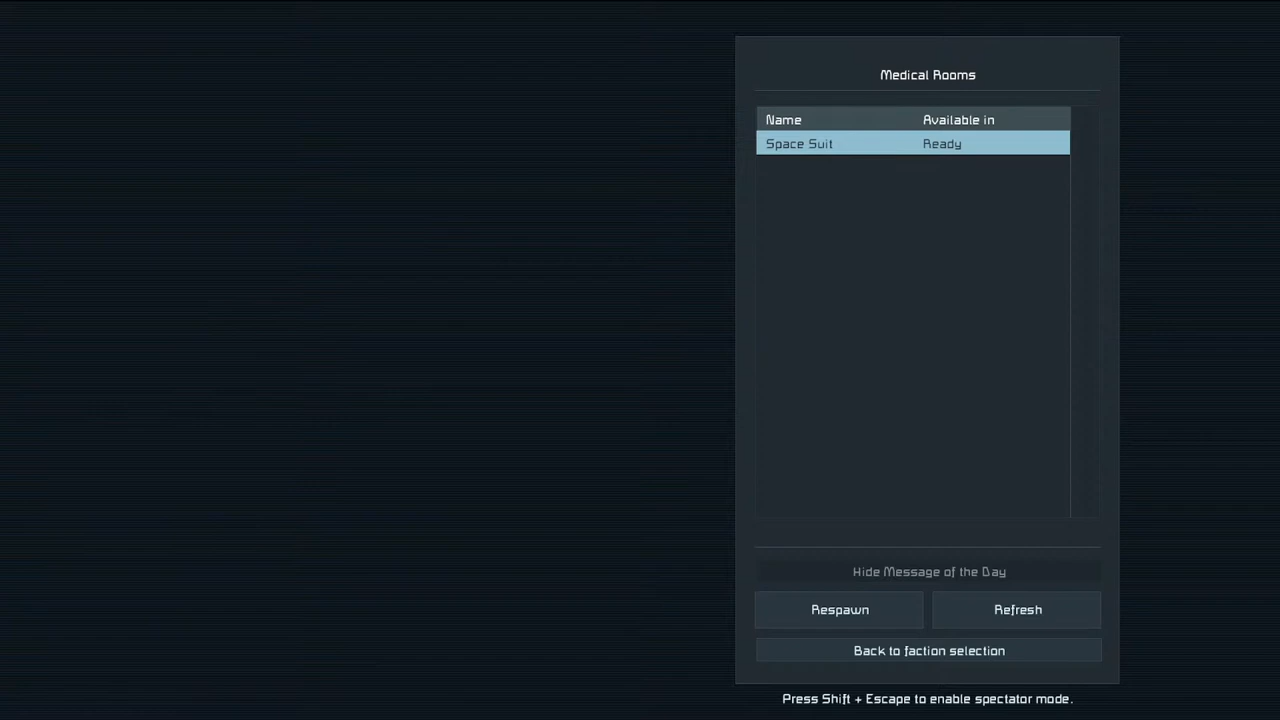 Medical Rooms
Name Available in
Space Suit Ready
Hide Message of the Day
Respawn Refresh
Back to faction selection
Press Shift + Escape to enable spectator mode.